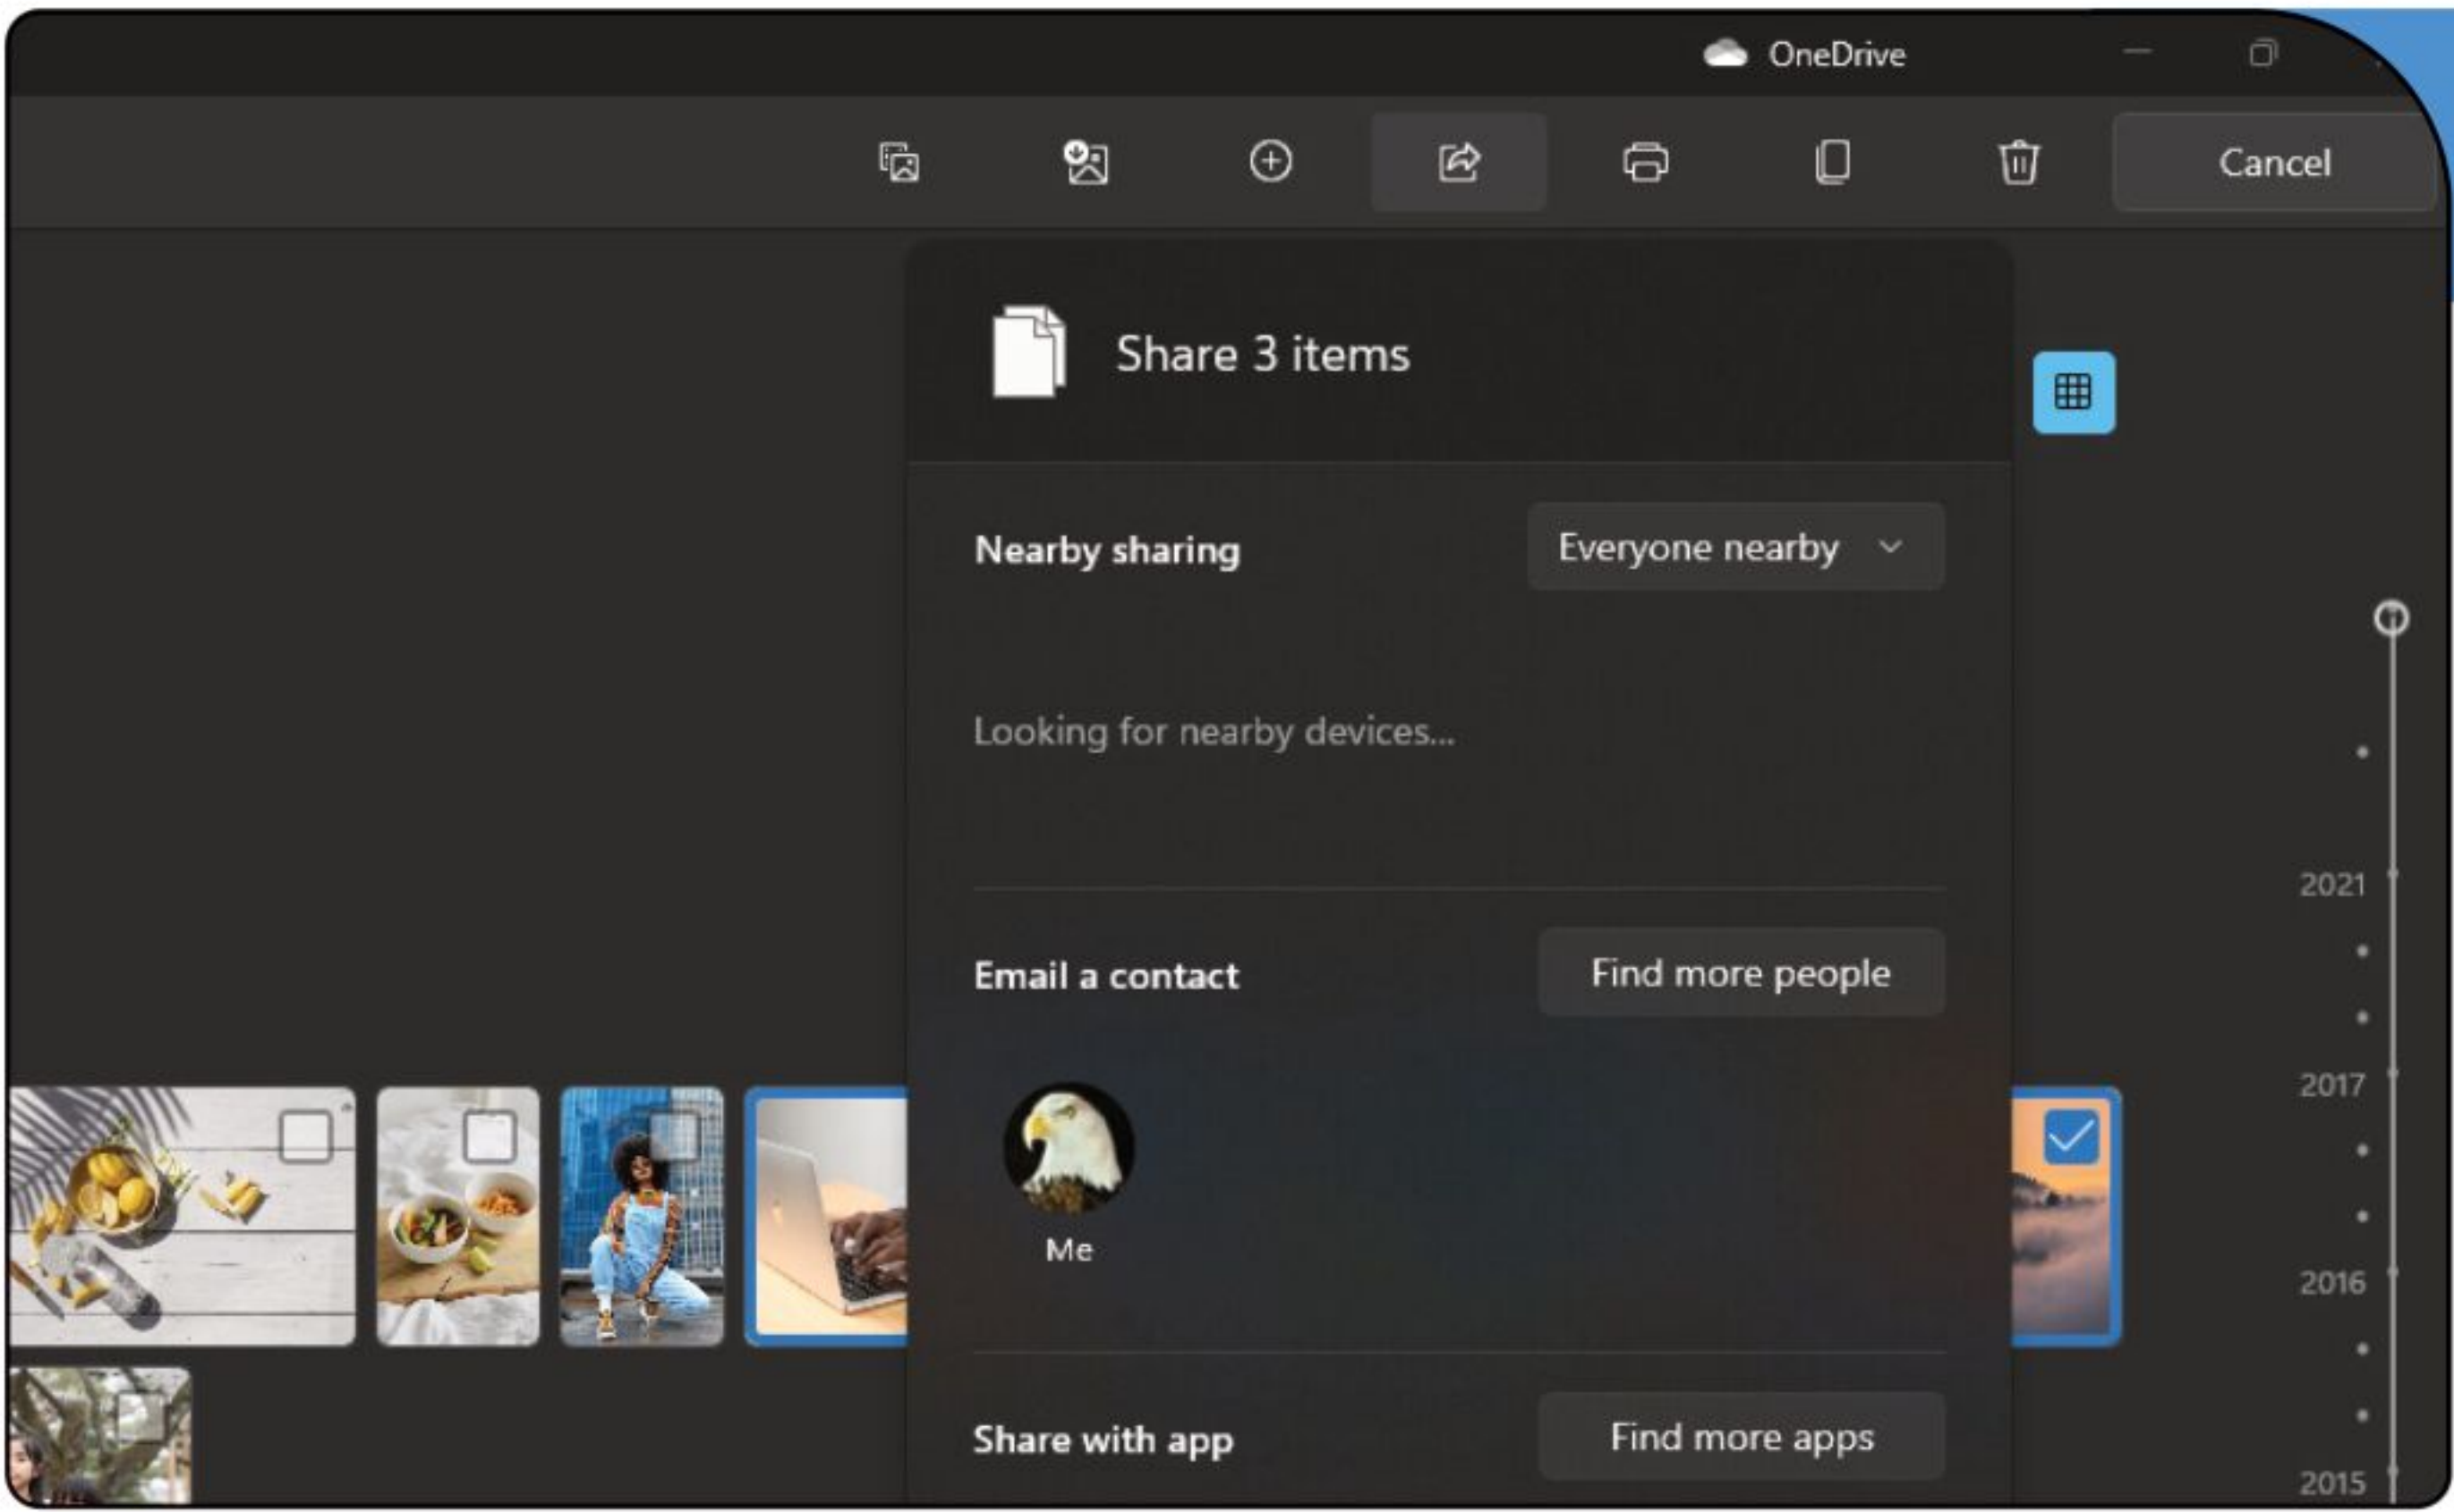 OneDrive
Cancel
Share 3 items
Nearby sharing
Everyone nearby
Looking for nearby devices...
2021
Email a contact
Find more people
2017
Me
2016
Share with app
Find more apps
2015